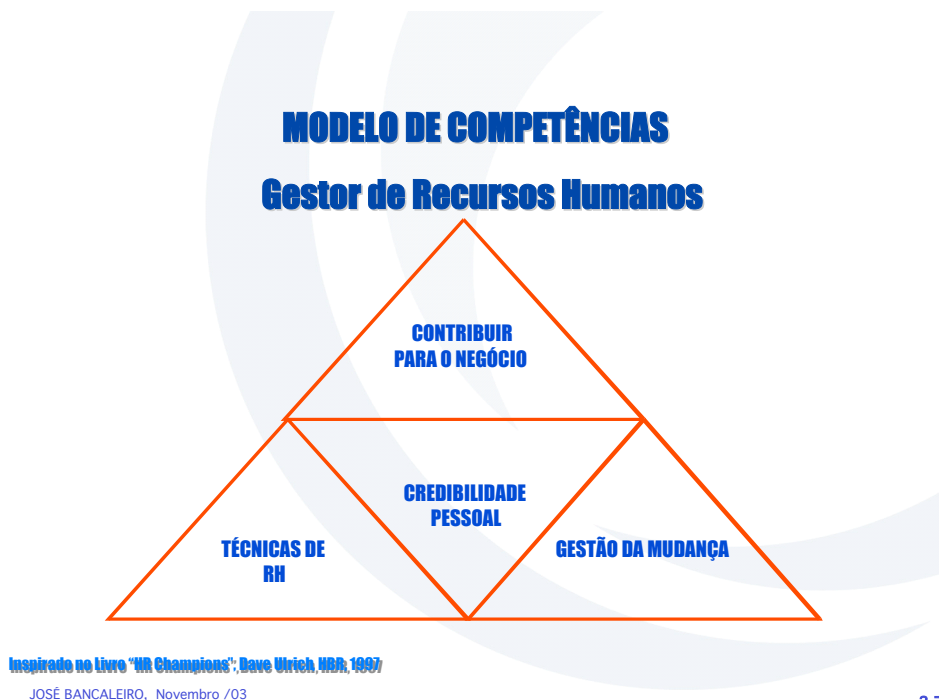 MODELO DE COMPETÊNCIAS
Gestor de Recursos Humanos
CONTRIBUIR
PARA O NEGÓCIO
CREDIBILIDADE
PESSOAL
TÉCNICAS DE
RH
GESTÃO DA MUDANÇA
Inspirado no Livro “HR Champions”, Dave Ulrich, HBR, 1997
JOSÉ BANCALEIRO, Novembro /03